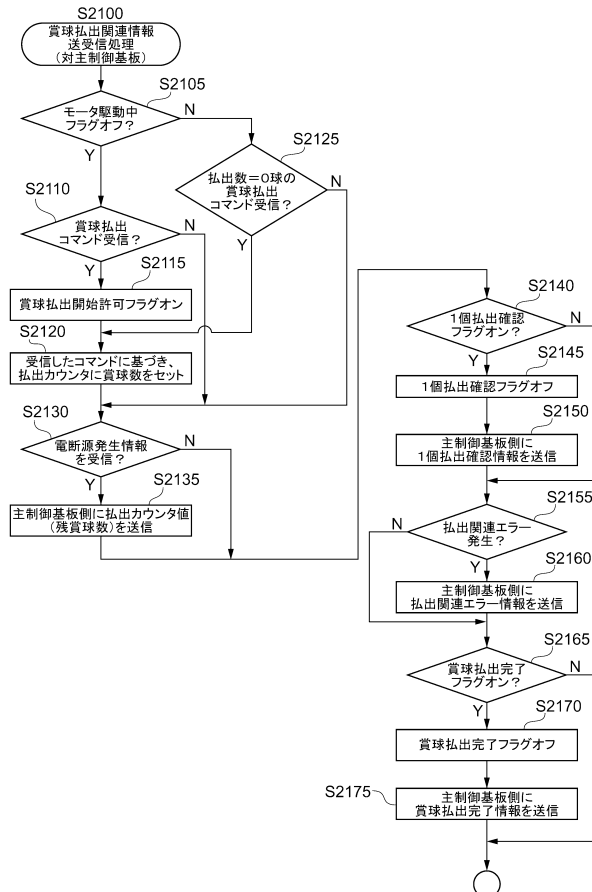 S2100
賞球払出関連情報
送受信処理
(対主制御基板)
S2105
モータ駆動中
フラグオフ？
N
Y
S2125
払出数＝0球の
賞球払出
コマンド受信？
N
Y
S2110
賞球払出
コマンド受信？
N
Y
S2115
賞球払出開始許可フラグオン
S2120
受信したコマンドに基づき、
払出カウンタに賞球数をセット
S2130
電断源発生情報
を受信？
N
Y
S2135
主制御基板側に払出カウンタ値
(残賞球数)を送信
S2140
1個払出確認
フラグオン？
N
Y
S2145
1個払出確認フラグオフ
S2150
主制御基板側に
1個払出確認情報を送信
S2155
払出関連エラー
発生？
N
Y
S2160
主制御基板側に
払出関連エラー情報を送信
S2165
賞球払出完了
フラグオン？
N
Y
S2170
賞球払出完了フラグオフ
S2175
主制御基板側に
賞球払出完了情報を送信